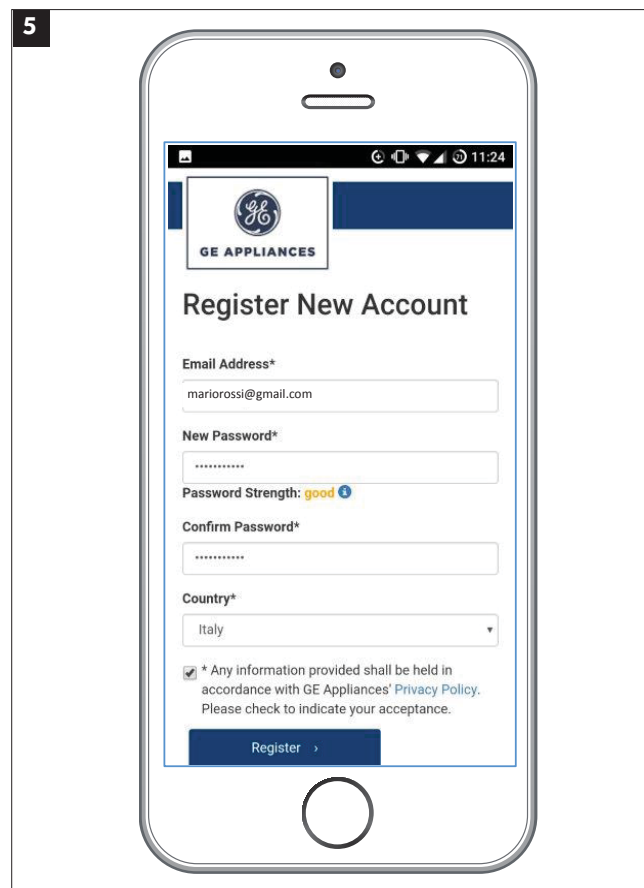 5
11:24
GE
GE APPLIANCES
Register New Account
Email Address*
mariorossi@gmail.com
New Password*
•••••••••••
Password Strength: good
Confirm Password*
•••••••••••
Country*
Italy
* Any information provided shall be held in
accordance with GE Appliances' Privacy Policy.
Please check to indicate your acceptance.
Register ›